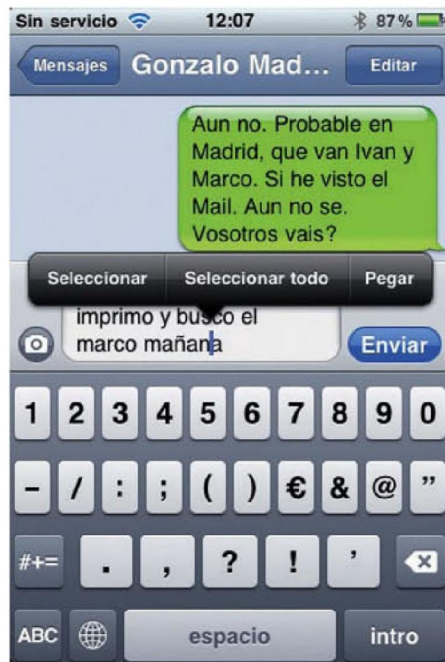 Sin servicio 12:07 87%
Mensajes Gonzalo Mad... Editar
Aun no. Probable en
Madrid, que van Ivan y
Marco. Si he visto el
Mail. Aun no se.
Vosotros vais?
Seleccionar Seleccionar todo Pegar
imprimo y busco el
marco mañana
Enviar
1 2 3 4 5 6 7 8 9 0
- / : ; ( ) € & @ ”
#+= . , ? ! ’
ABC espacio intro